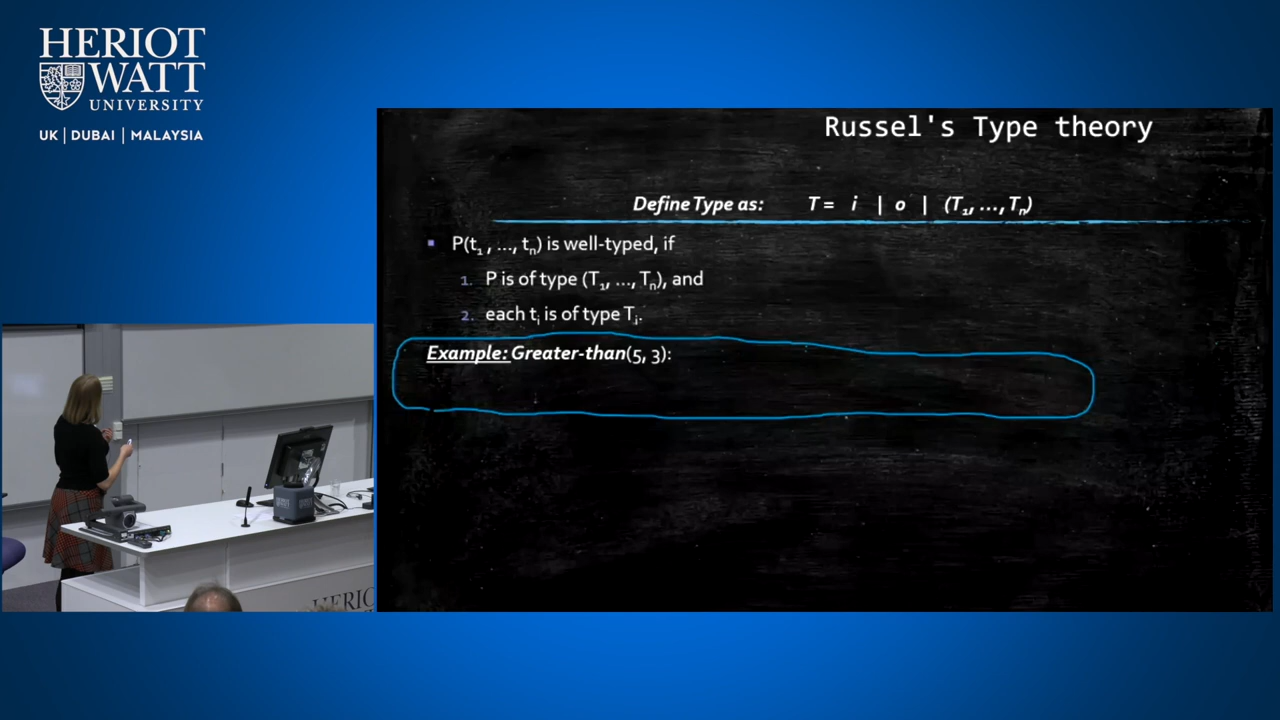 HERIOT
WATT
UNIVERSITY
UK | DUBAI | MALAYSIA
Russel's Type theory
Define Type as: T = i | o | (T₁, ..., Tₙ)
▪ P(t₁ , ..., tₙ) is well-typed, if
1. P is of type (T₁, ..., Tₙ), and
2. each tᵢ is of type Tᵢ.
Example: Greater-than(5, 3):
HERIC